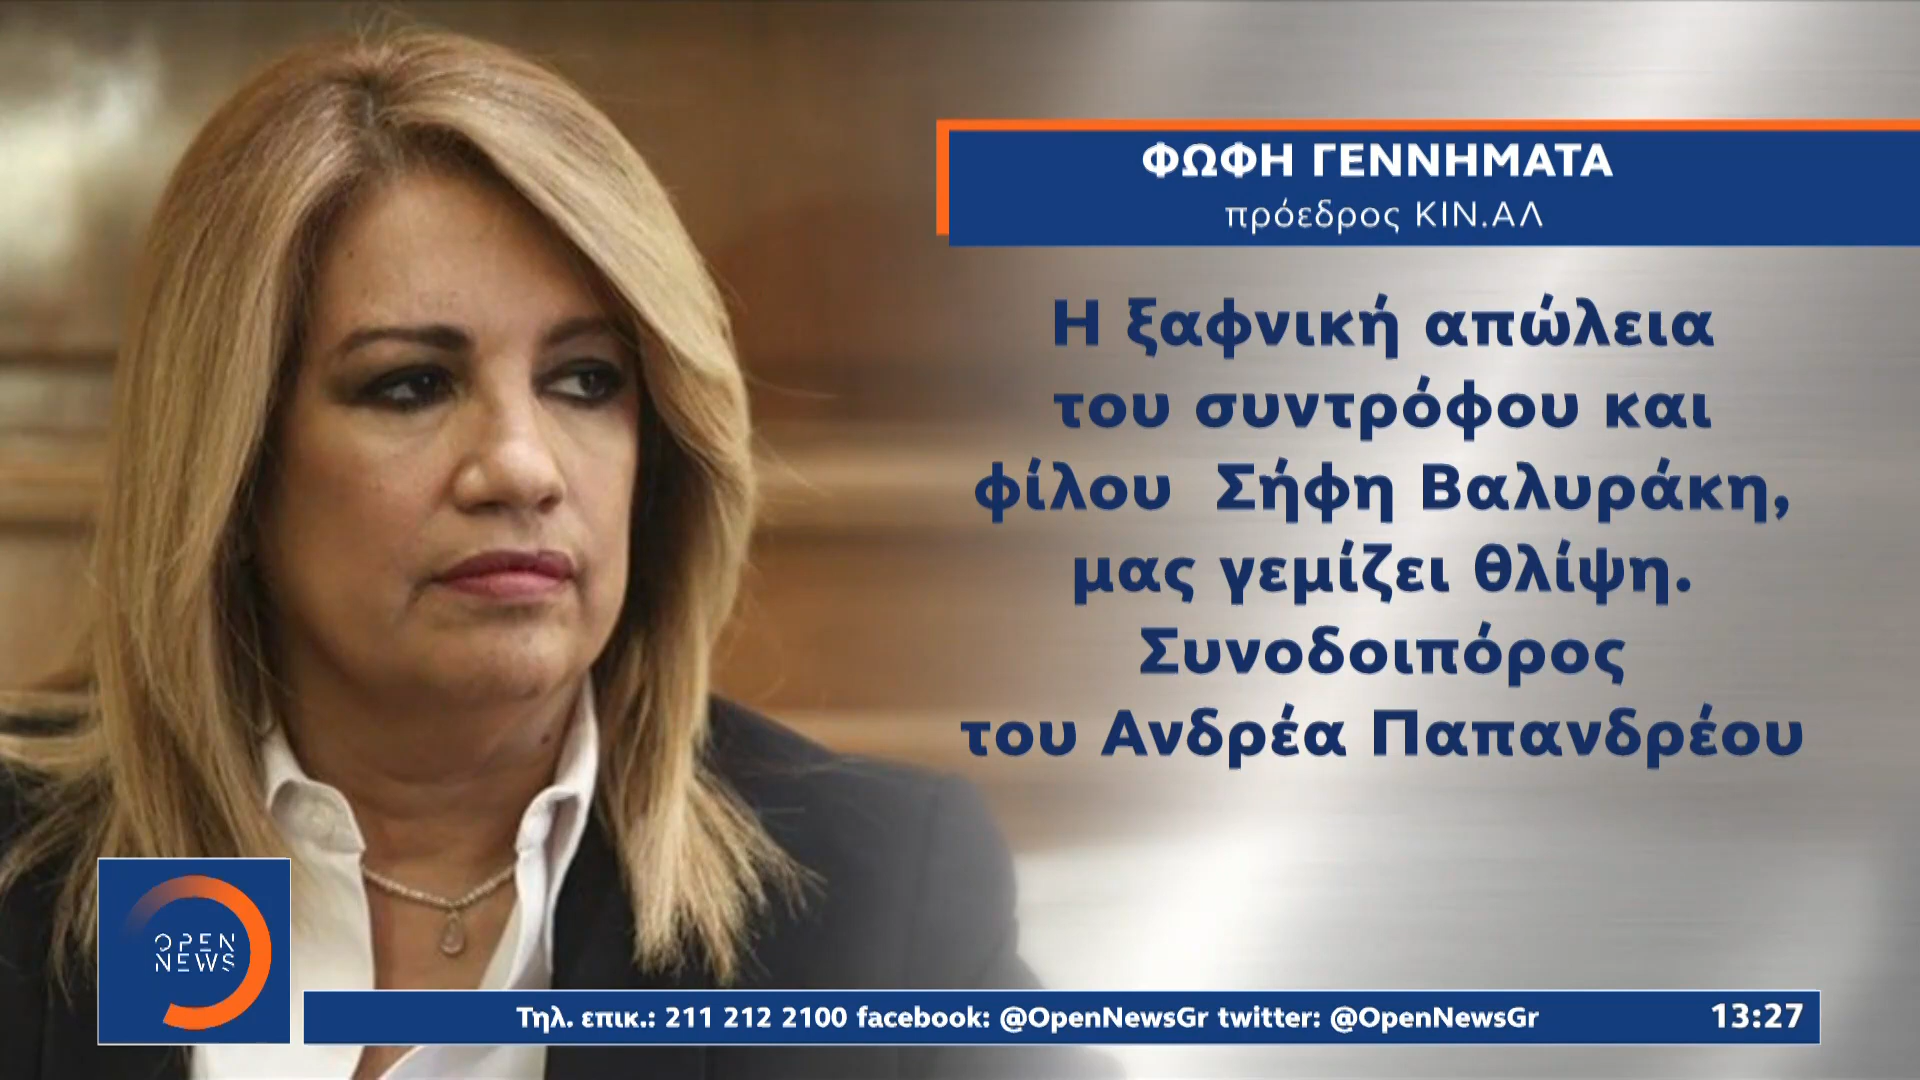 ΦΩΦΗ ΓΕΝΝΗΜΑΤΑ
πρόεδρος ΚΙΝ.ΑΛ
Η ξαφνική απώλεια
του συντρόφου και
φίλου Σήφη Βαλυράκη,
μας γεμίζει θλίψη.
Συνοδοιπόρος
του Ανδρέα Παπανδρέου
OPEN
NEWS
Τηλ. επικ.: 211 212 2100 facebook: @OpenNewsGr twitter: @OpenNewsGr
13:27